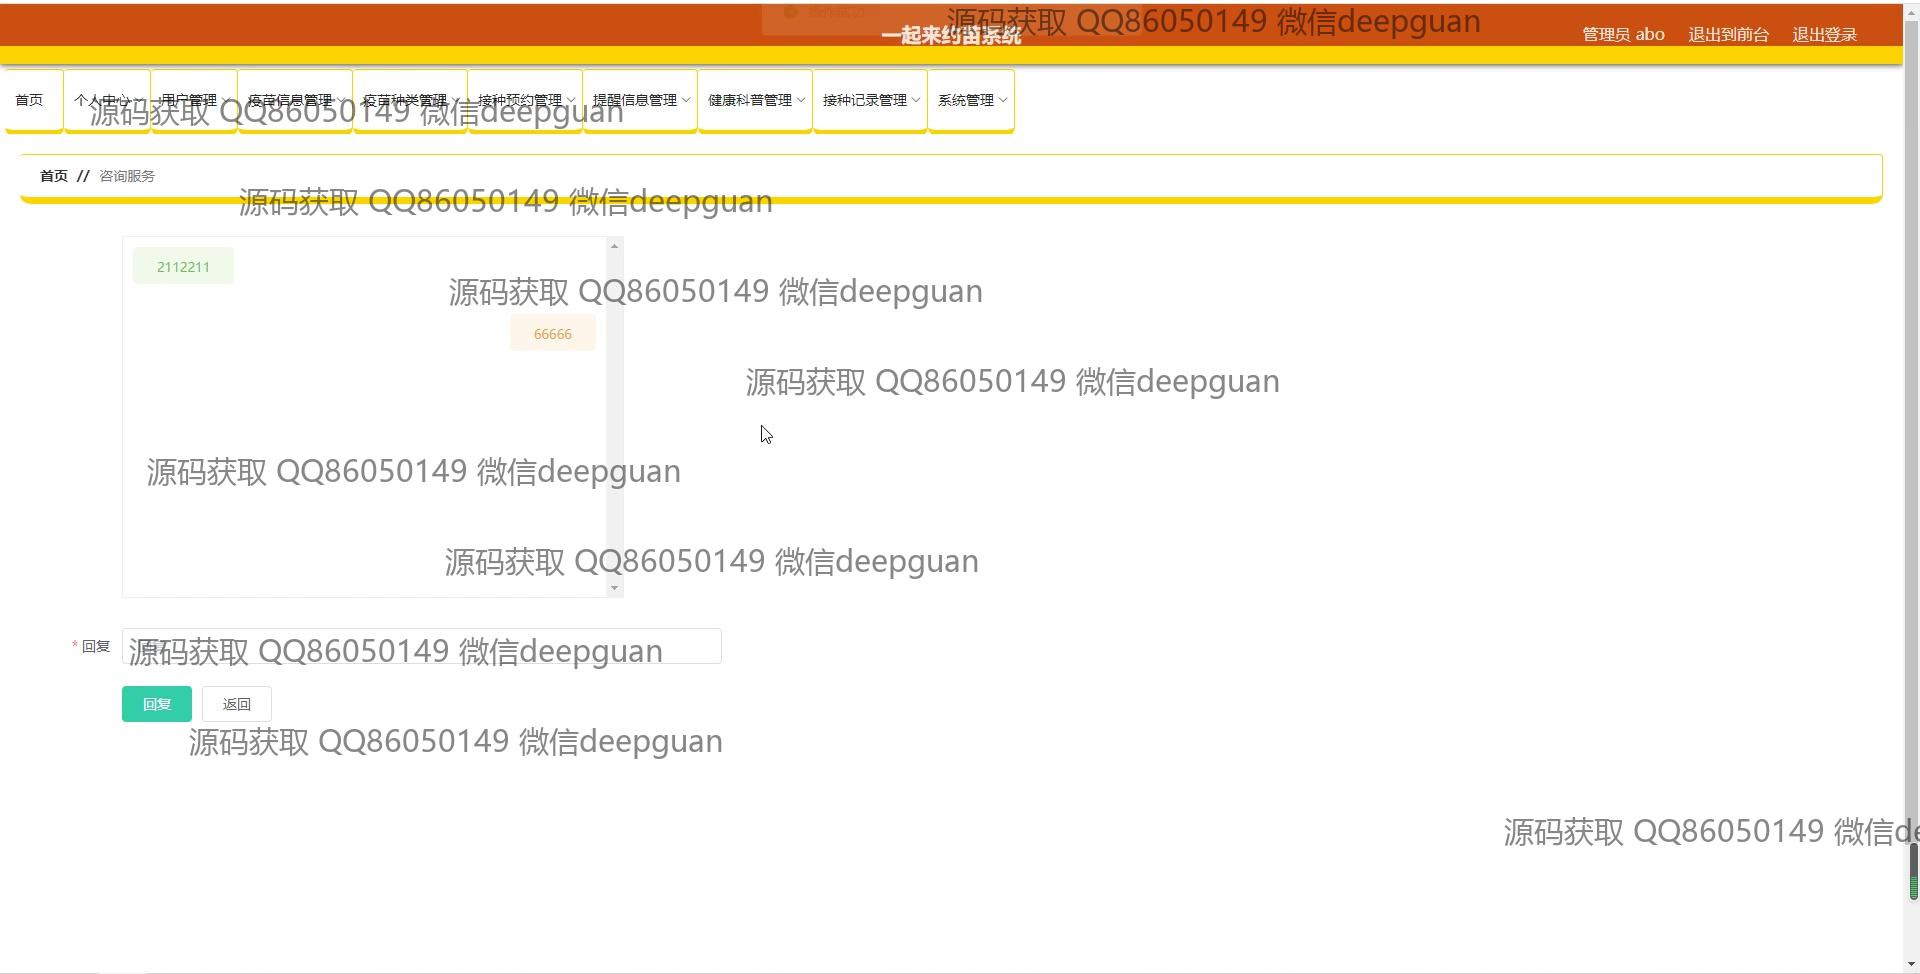 操作成功
源码获取 QQ86050149 微信deepguan
一起来约苗系统
管理员 abo 退出到前台 退出登录
首页 个人中心 用户管理 疫苗信息管理 疫苗种类管理 接种预约管理 提醒信息管理 健康科普管理 接种记录管理 系统管理
源码获取 QQ86050149 微信deepguan
首页 // 咨询服务
源码获取 QQ86050149 微信deepguan
2112211
源码获取 QQ86050149 微信deepguan
66666
源码获取 QQ86050149 微信deepguan
源码获取 QQ86050149 微信deepguan
源码获取 QQ86050149 微信deepguan
* 回复
源码获取 QQ86050149 微信deepguan
回复 返回
源码获取 QQ86050149 微信deepguan
源码获取 QQ86050149 微信de